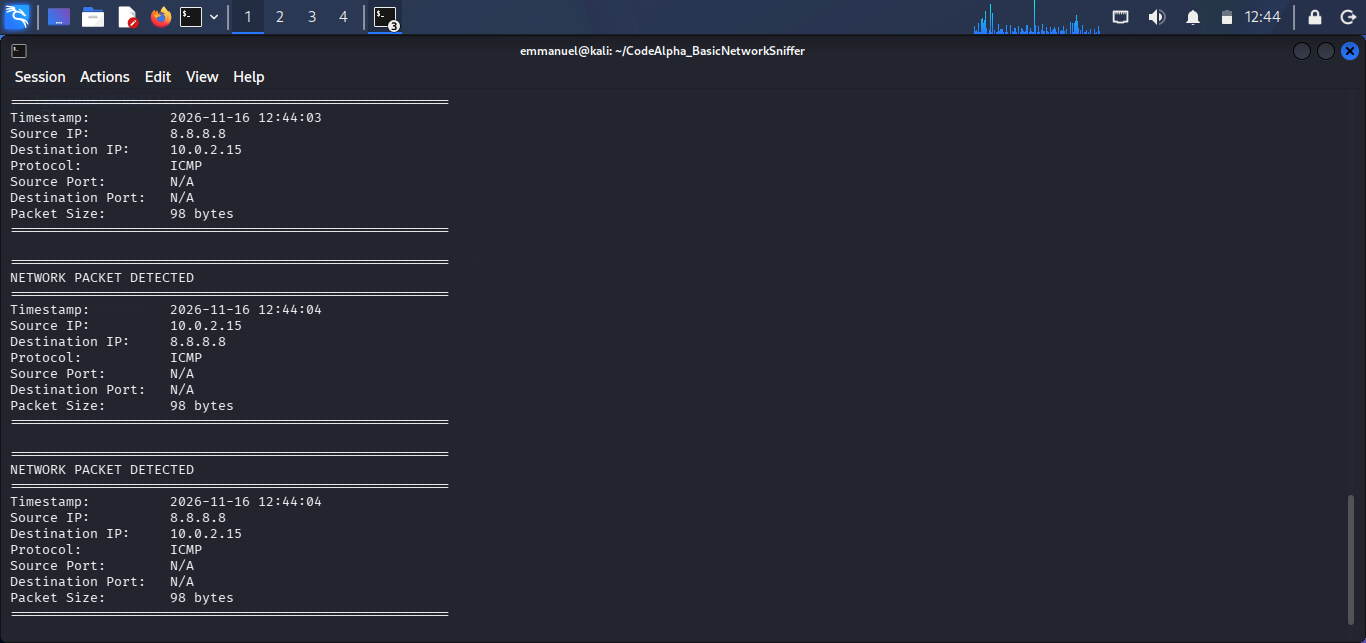 1 2 3 4 3 12:44
emmanuel@kali: ~/CodeAlpha_BasicNetworkSniffer
Session Actions Edit View Help
============================================================
Timestamp: 2026-11-16 12:44:03
Source IP: 8.8.8.8
Destination IP: 10.0.2.15
Protocol: ICMP
Source Port: N/A
Destination Port: N/A
Packet Size: 98 bytes
============================================================
============================================================
NETWORK PACKET DETECTED
============================================================
Timestamp: 2026-11-16 12:44:04
Source IP: 10.0.2.15
Destination IP: 8.8.8.8
Protocol: ICMP
Source Port: N/A
Destination Port: N/A
Packet Size: 98 bytes
============================================================
============================================================
NETWORK PACKET DETECTED
============================================================
Timestamp: 2026-11-16 12:44:04
Source IP: 8.8.8.8
Destination IP: 10.0.2.15
Protocol: ICMP
Source Port: N/A
Destination Port: N/A
Packet Size: 98 bytes
============================================================